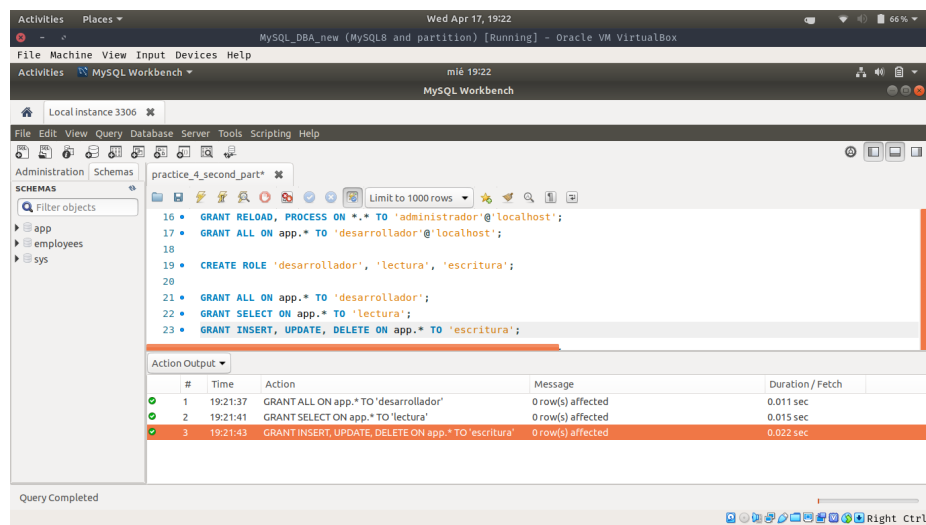 Activities Places ▾ Wed Apr 17, 19:22 66 % ▾
MySQL_DBA_new (MySQL8 and partition) [Running] - Oracle VM VirtualBox
File Machine View Input Devices Help
Activities MySQL Workbench ▾ mié 19:22
MySQL Workbench
Local instance 3306
File Edit View Query Database Server Tools Scripting Help
Administration Schemas
practice_4_second_part*
SCHEMAS
Limit to 1000 rows
Filter objects
app
employees
sys
16 GRANT RELOAD, PROCESS ON *.* TO 'administrador'@'localhost';
17 GRANT ALL ON app.* TO 'desarrollador'@'localhost';
18
19 CREATE ROLE 'desarrollador', 'lectura', 'escritura';
20
21 GRANT ALL ON app.* TO 'desarrollador';
22 GRANT SELECT ON app.* TO 'lectura';
23 GRANT INSERT, UPDATE, DELETE ON app.* TO 'escritura';
Action Output ▾
# Time Action Message Duration / Fetch
1 19:21:37 GRANT ALL ON app.* TO 'desarrollador' 0 row(s) affected 0.011 sec
2 19:21:41 GRANT SELECT ON app.* TO 'lectura' 0 row(s) affected 0.015 sec
3 19:21:43 GRANT INSERT, UPDATE, DELETE ON app.* TO 'escritura' 0 row(s) affected 0.022 sec
Query Completed
Right Ctrl